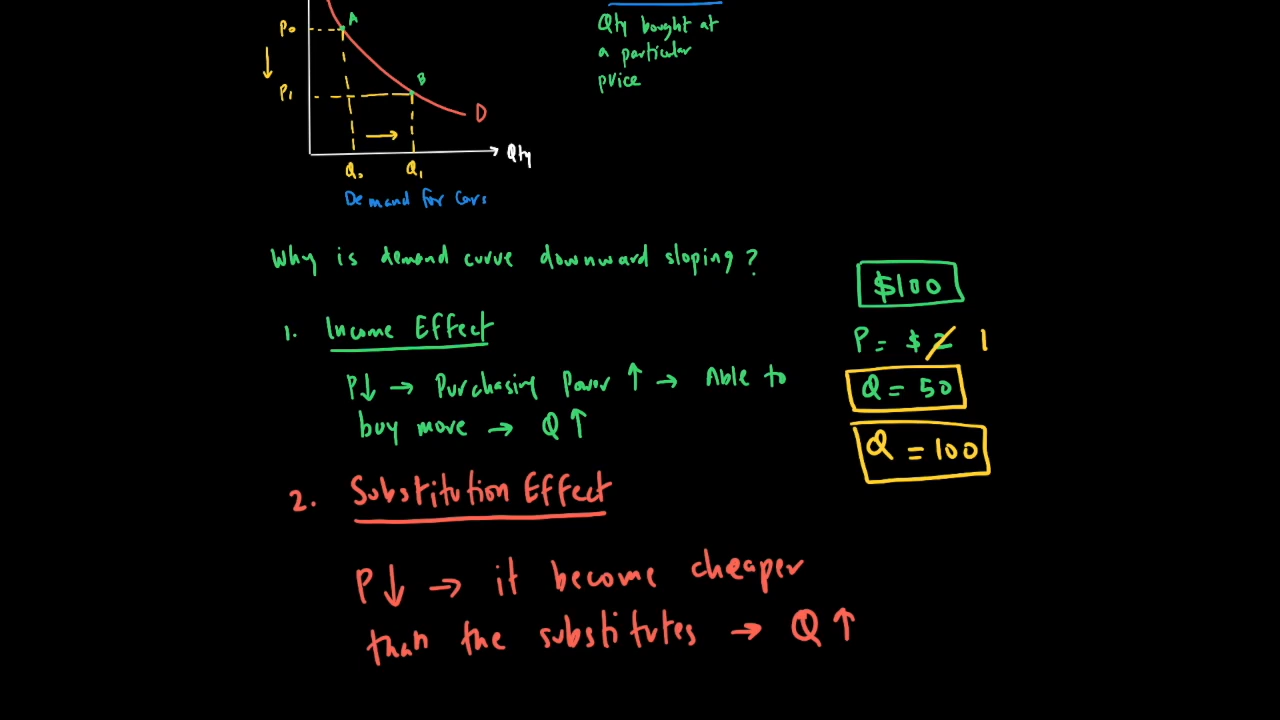 P₀
A
P₁
B
D
Qty
Q₀ Q₁
Demand for Cars
Qty bought at
a particular
price
Why is demand curve downward sloping?
1. Income Effect
P↓ → Purchasing Power ↑ → Able to
buy more → Q ↑
2. Substitution Effect
P↓ → it become cheaper
than the substitutes → Q ↑
$100
P = $ 2 1
Q = 50
Q = 100